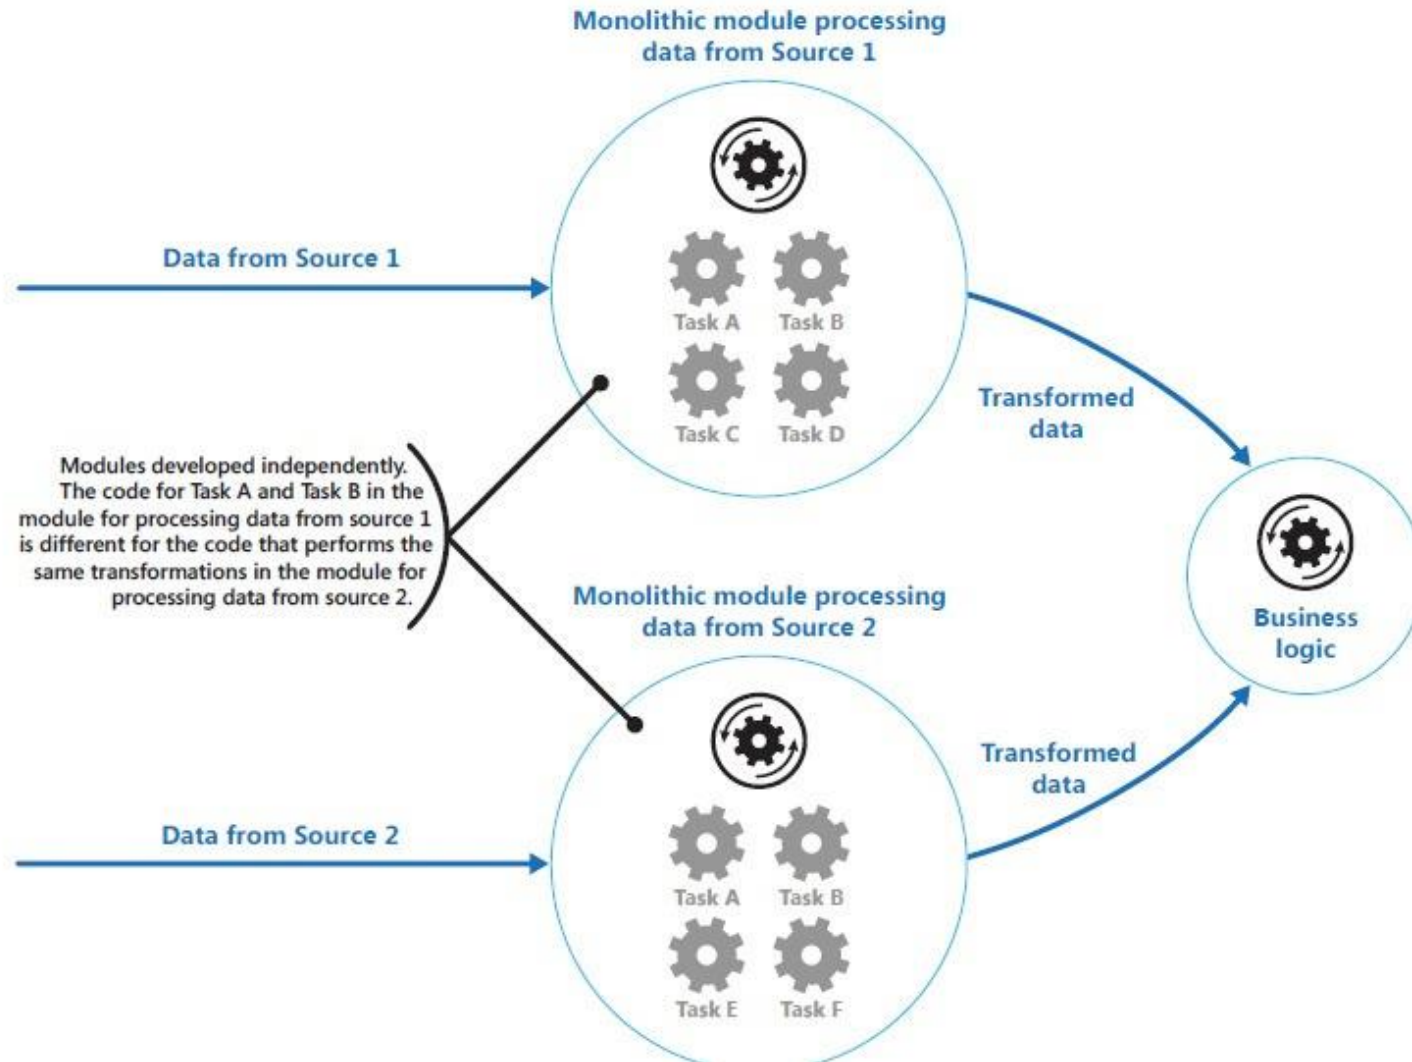 Monolithic module processing
data from Source 1
Data from Source 1
Task A
Task B
Task C
Task D
Transformed
data
Modules developed independently.
The code for Task A and Task B in the
module for processing data from source 1
is different for the code that performs the
same transformations in the module for
processing data from source 2.
Business
logic
Monolithic module processing
data from Source 2
Data from Source 2
Task A
Task B
Task E
Task F
Transformed
data